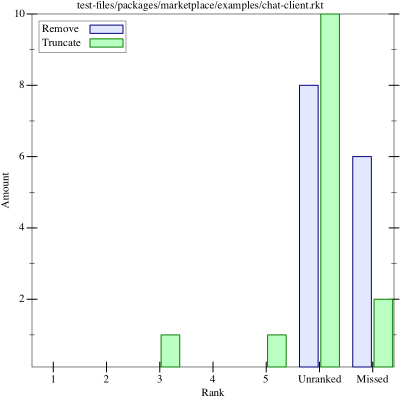 test-files/packages/marketplace/examples/chat-client.rkt
Remove
Truncate
10
8
6
4
2
Amount
1 2 3 4 5 Unranked Missed
Rank